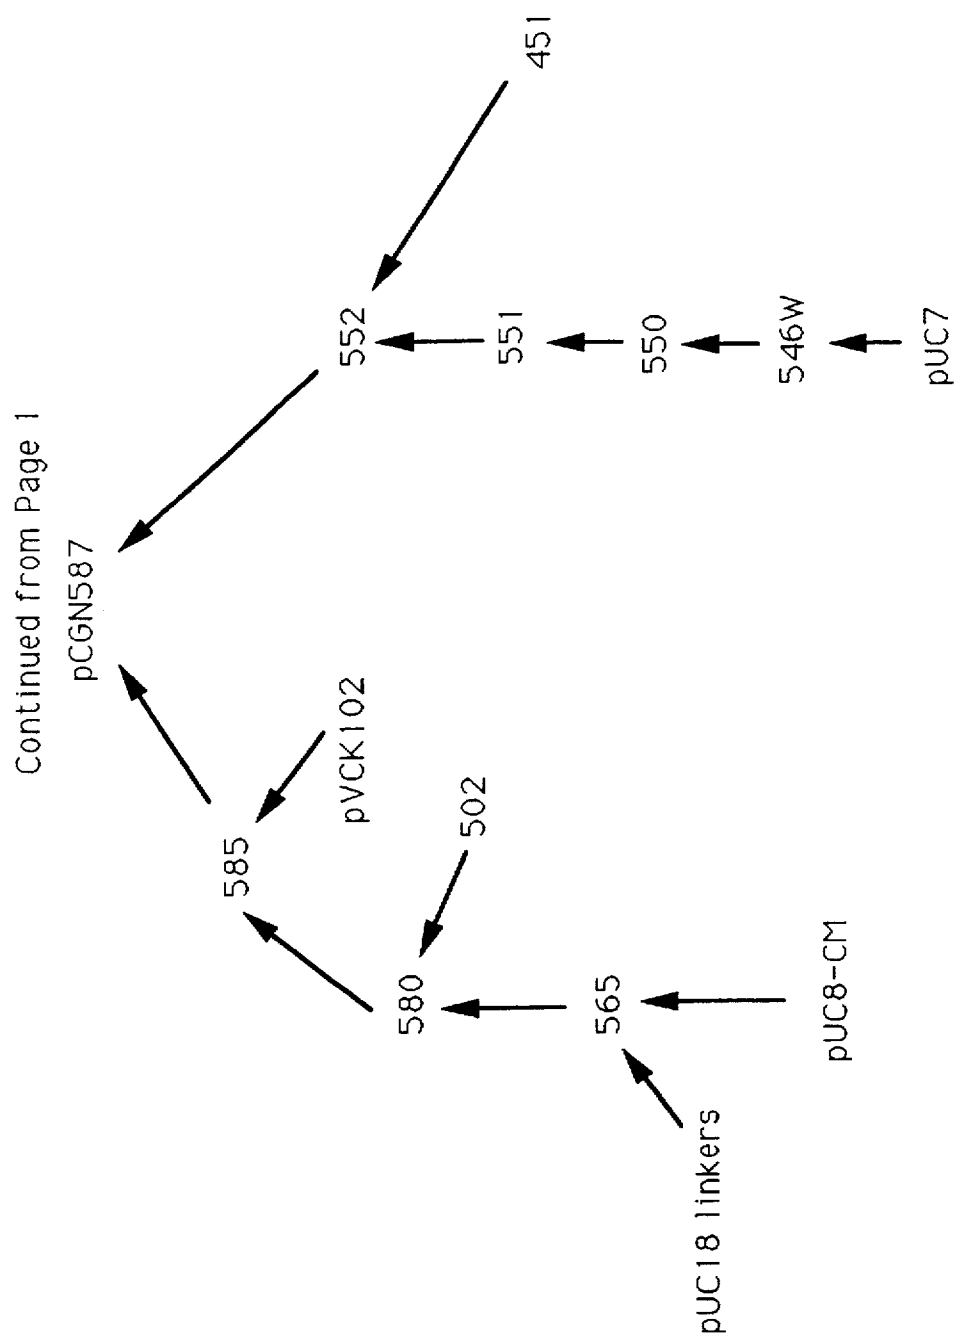 Continued from Page 1
pCGN587
585
552
pVCK102
451
580
502
551
565
550
pUC18 linkers
546W
pUC8-CM
pUC7